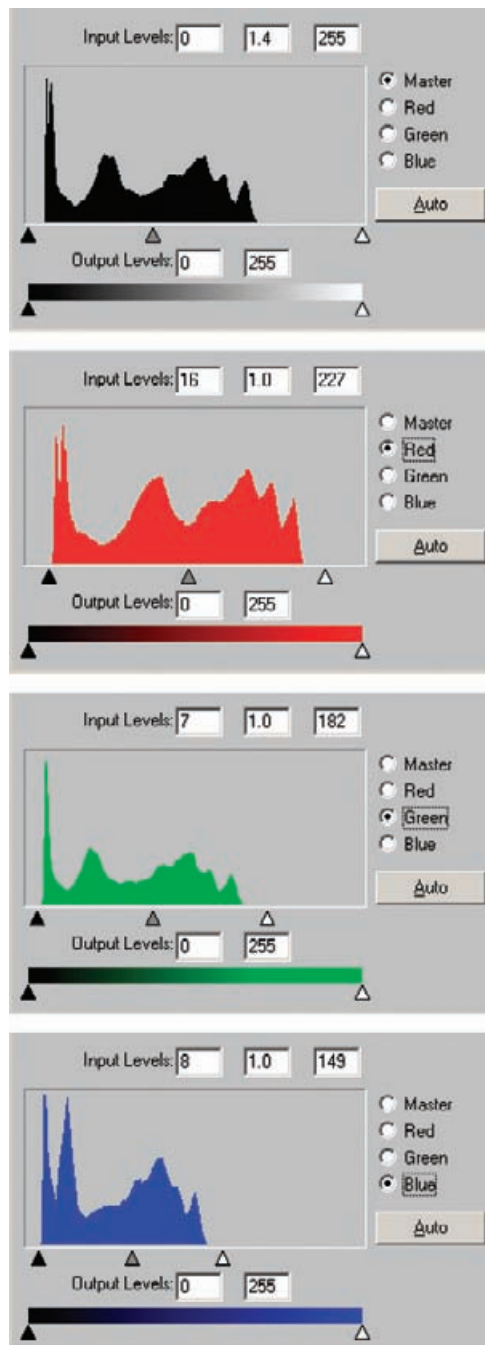 Input Levels: 0 1.4 255
Master
Red
Green
Blue
Auto
Output Levels: 0 255
Input Levels: 16 1.0 227
Master
Red
Green
Blue
Auto
Output Levels: 0 255
Input Levels: 7 1.0 182
Master
Red
Green
Blue
Auto
Output Levels: 0 255
Input Levels: 8 1.0 149
Master
Red
Green
Blue
Auto
Output Levels: 0 255